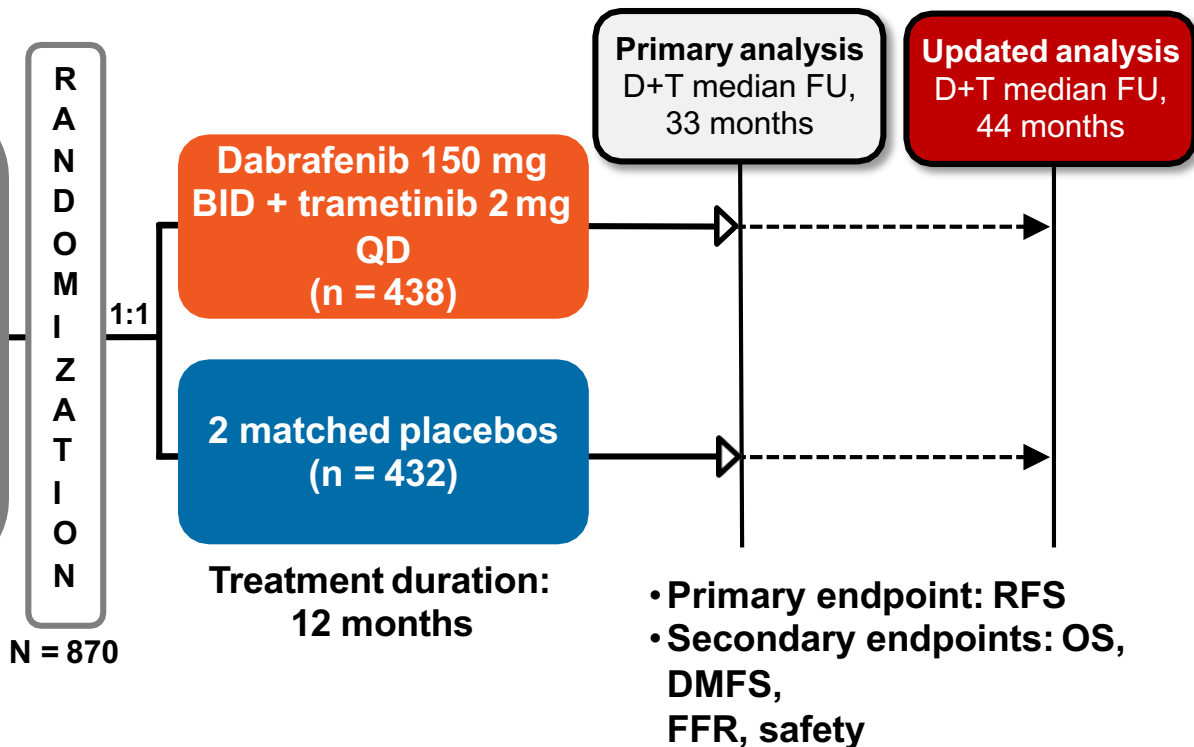 RANDOMIZATION
N = 870
1:1
Dabrafenib 150 mg
BID + trametinib 2 mg
QD
(n = 438)
2 matched placebos
(n = 432)
Treatment duration:
12 months
Primary analysis
D+T median FU,
33 months
Updated analysis
D+T median FU,
44 months
•Primary endpoint: RFS
•Secondary endpoints: OS,
DMFS,
FFR, safety